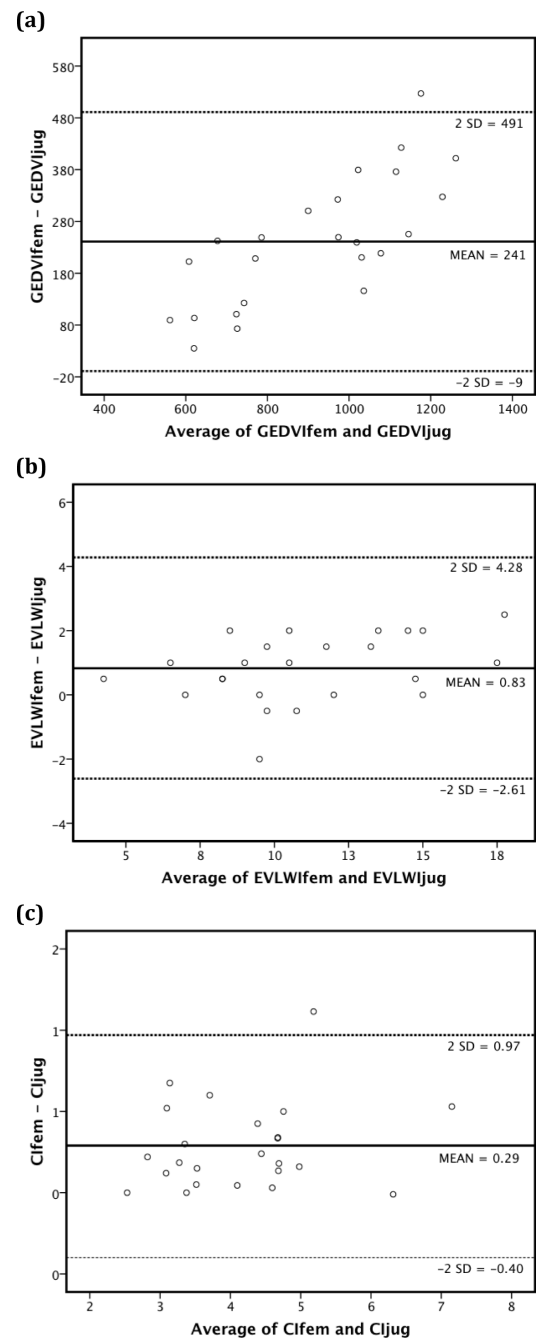 (a)
GEDVIfem – GEDVIjug
580
480
380
280
180
80
-20
2 SD = 491
MEAN = 241
-2 SD = -9
400 600 800 1000 1200 1400
Average of GEDVIfem and GEDVIjug
(b)
EVLWIfem – EVLWIjug
6
4
2
0
-2
-4
2 SD = 4.28
MEAN = 0.83
-2 SD = -2.61
5 8 10 13 15 18
Average of EVLWIfem and EVLWIjug
(c)
CIfem – CIjug
2
1
1
0
0
2 SD = 0.97
MEAN = 0.29
-2 SD = -0.40
2 3 4 5 6 7 8
Average of CIfem and CIjug